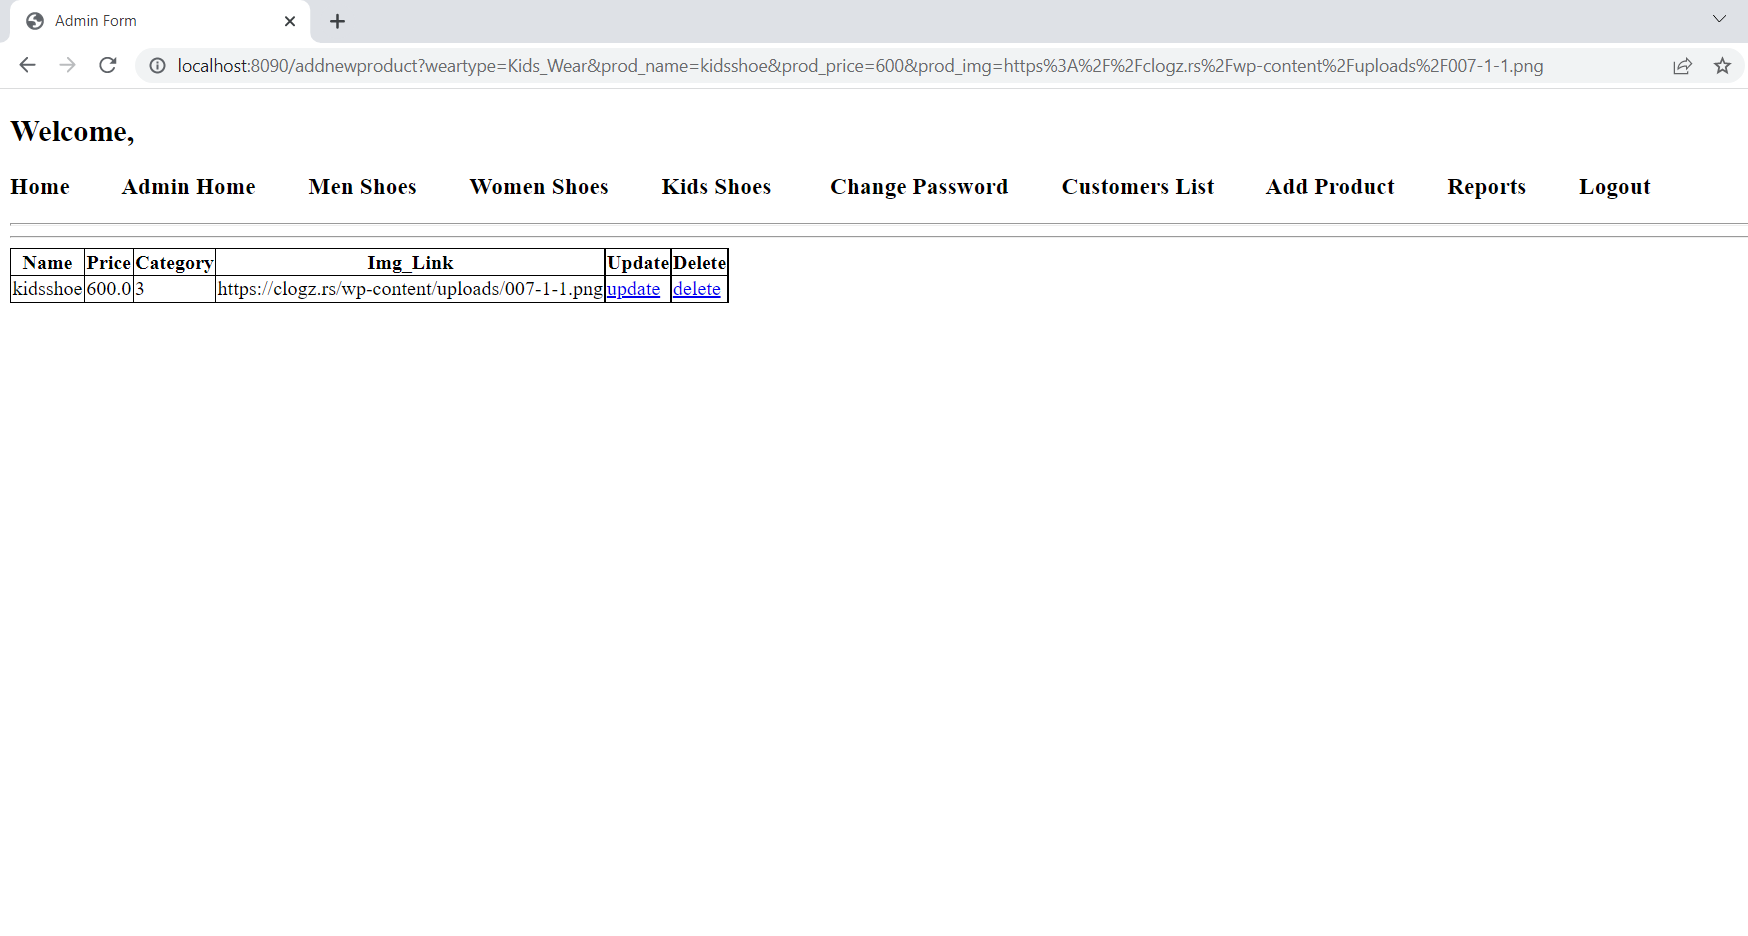 Admin Form
localhost:8090/addnewproduct?weartype=Kids_Wear&prod_name=kidsshoe&prod_price=600&prod_img=https%3A%2F%2Fclogz.rs%2Fwp-content%2Fuploads%2F007-1-1.png
Welcome,
Home Admin Home Men Shoes Women Shoes Kids Shoes Change Password Customers List Add Product Reports Logout
Name Price Category Img_Link Update Delete
kidsshoe 600.0 3 https://clogz.rs/wp-content/uploads/007-1-1.png update delete